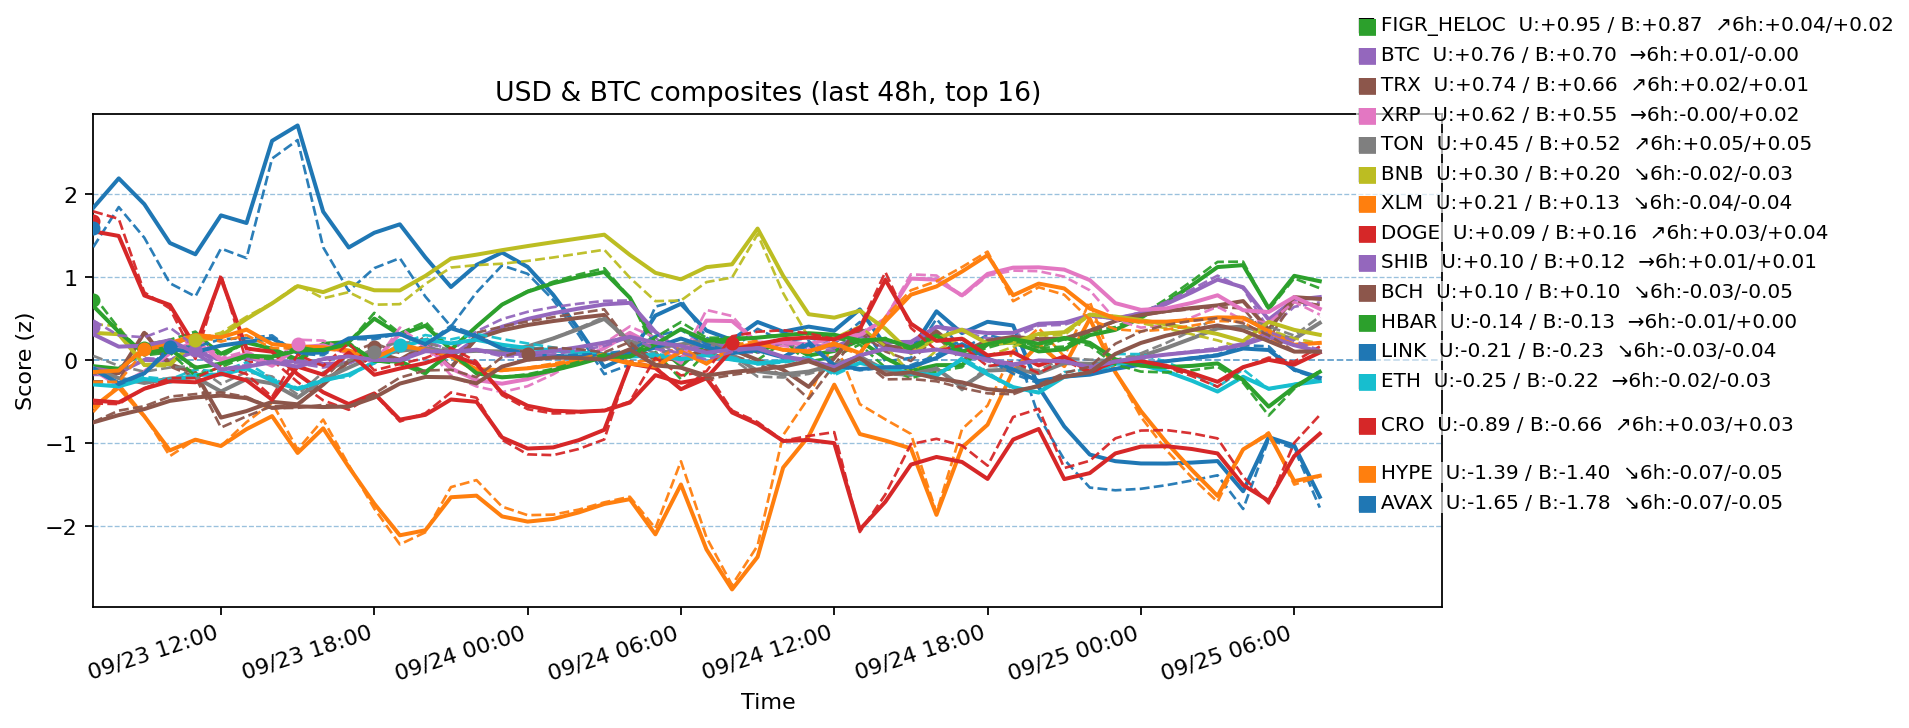 FIGR_HELOC  U:+0.95 / B:+0.87  ↗6h:+0.04/+0.02
BTC  U:+0.76 / B:+0.70  →6h:+0.01/-0.00
TRX  U:+0.74 / B:+0.66  ↗6h:+0.02/+0.01
XRP  U:+0.62 / B:+0.55  →6h:-0.00/+0.02
TON  U:+0.45 / B:+0.52  ↗6h:+0.05/+0.05
BNB  U:+0.30 / B:+0.20  ↘6h:-0.02/-0.03
XLM  U:+0.21 / B:+0.13  ↘6h:-0.04/-0.04
DOGE  U:+0.09 / B:+0.16  ↗6h:+0.03/+0.04
SHIB  U:+0.10 / B:+0.12  →6h:+0.01/+0.01
BCH  U:+0.10 / B:+0.10  ↘6h:-0.03/-0.05
HBAR  U:-0.14 / B:-0.13  →6h:-0.01/+0.00
LINK  U:-0.21 / B:-0.23  ↘6h:-0.03/-0.04
ETH  U:-0.25 / B:-0.22  →6h:-0.02/-0.03
CRO  U:-0.89 / B:-0.66  ↗6h:+0.03/+0.03
HYPE  U:-1.39 / B:-1.40  ↘6h:-0.07/-0.05
AVAX  U:-1.65 / B:-1.78  ↘6h:-0.07/-0.05
USD & BTC composites (last 48h, top 16)
Score (z)
2
1
0
−1
−2
09/23 12:00
09/23 18:00
09/24 00:00
09/24 06:00
09/24 12:00
09/24 18:00
09/25 00:00
09/25 06:00
Time